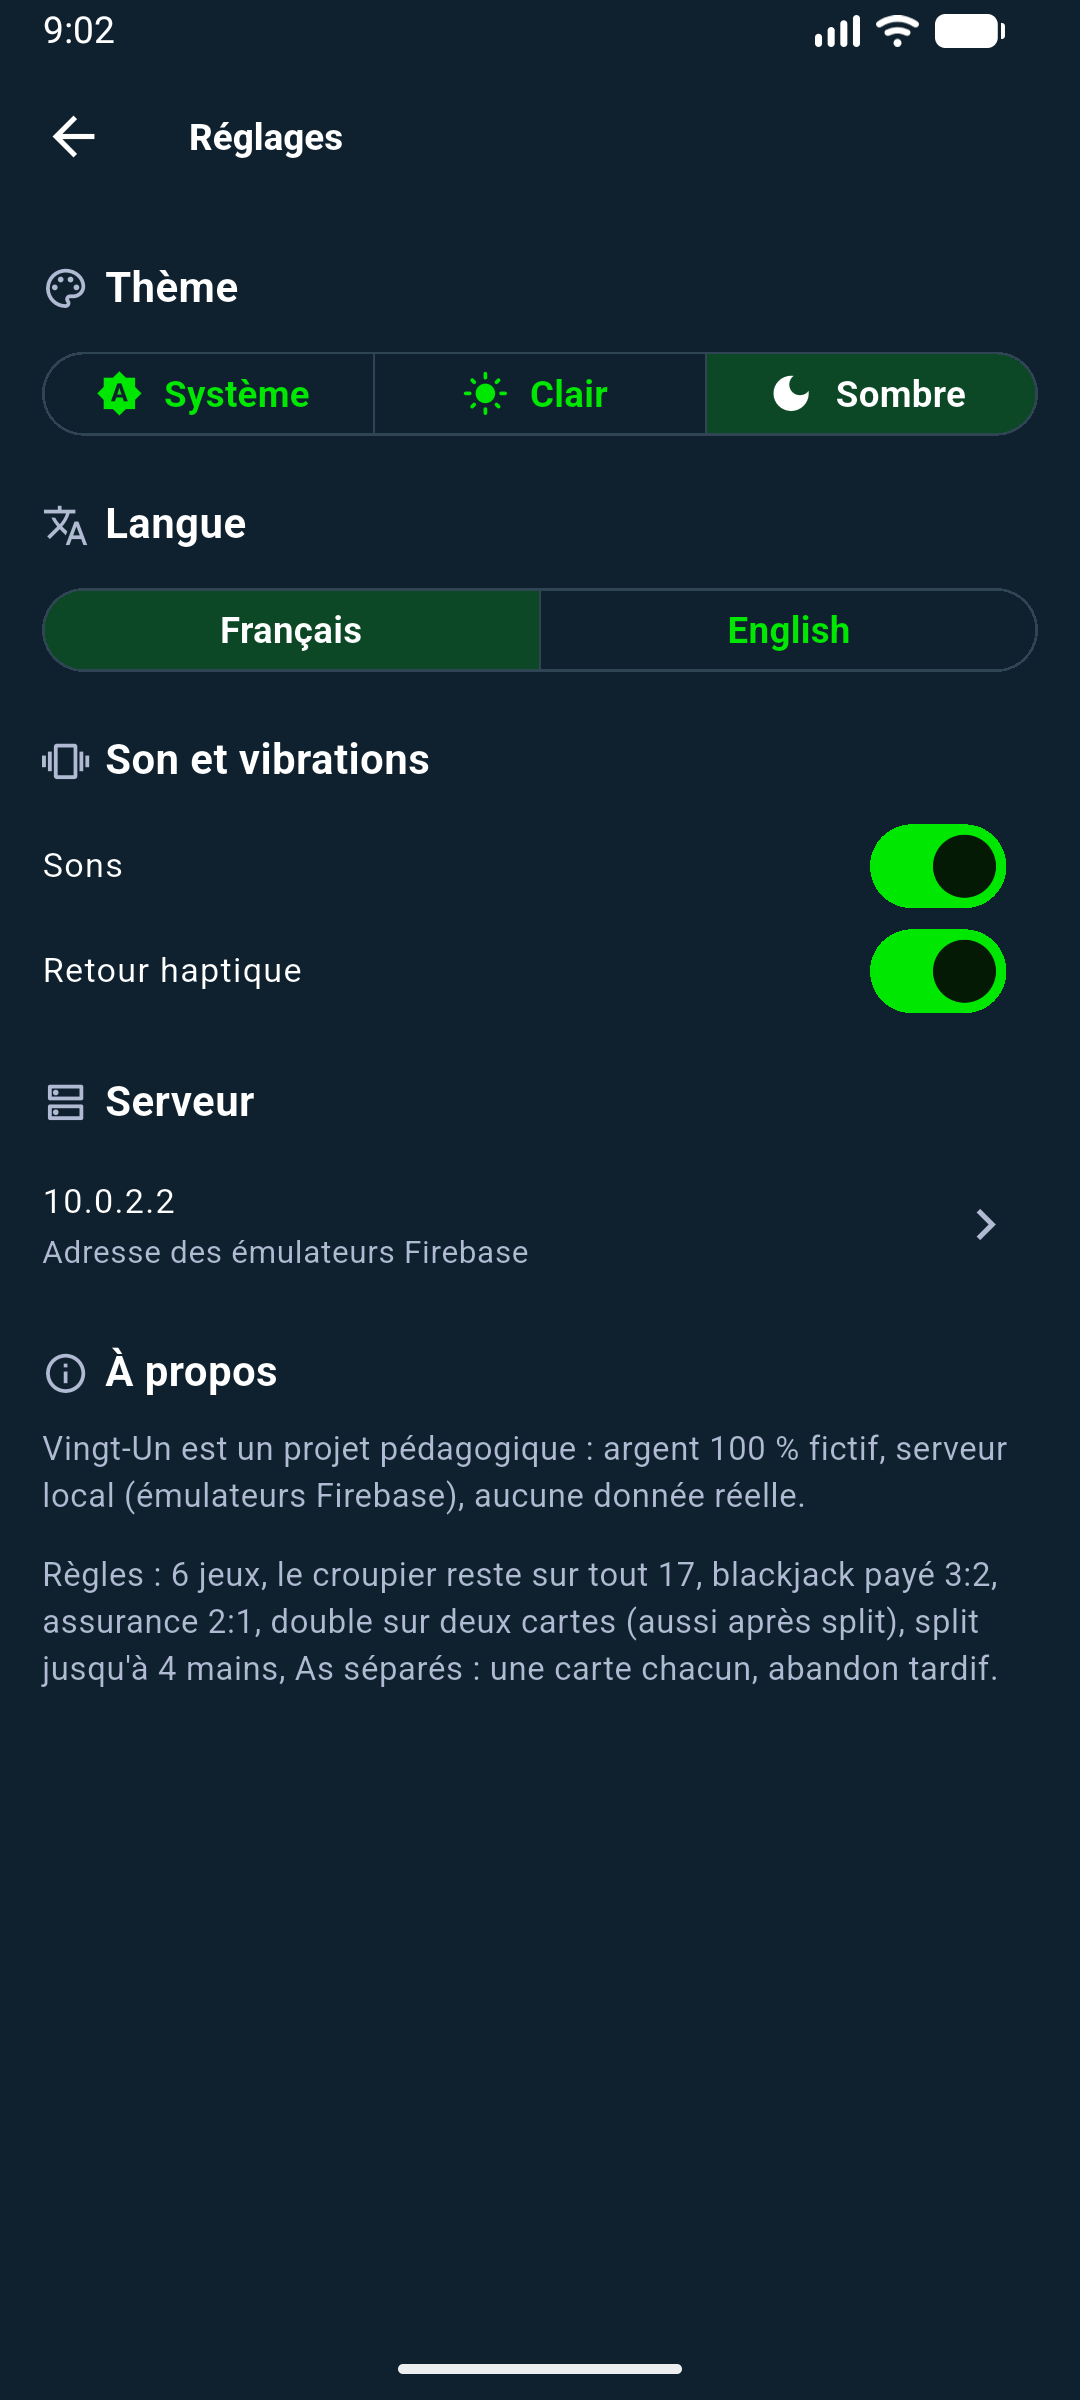 9:02
Réglages
Thème
Système
Clair
Sombre
Langue
Français
English
Son et vibrations
Sons
Retour haptique
Serveur
10.0.2.2
Adresse des émulateurs Firebase
À propos
Vingt-Un est un projet pédagogique : argent 100 % fictif, serveur
local (émulateurs Firebase), aucune donnée réelle.
Règles : 6 jeux, le croupier reste sur tout 17, blackjack payé 3:2,
assurance 2:1, double sur deux cartes (aussi après split), split
jusqu'à 4 mains, As séparés : une carte chacun, abandon tardif.